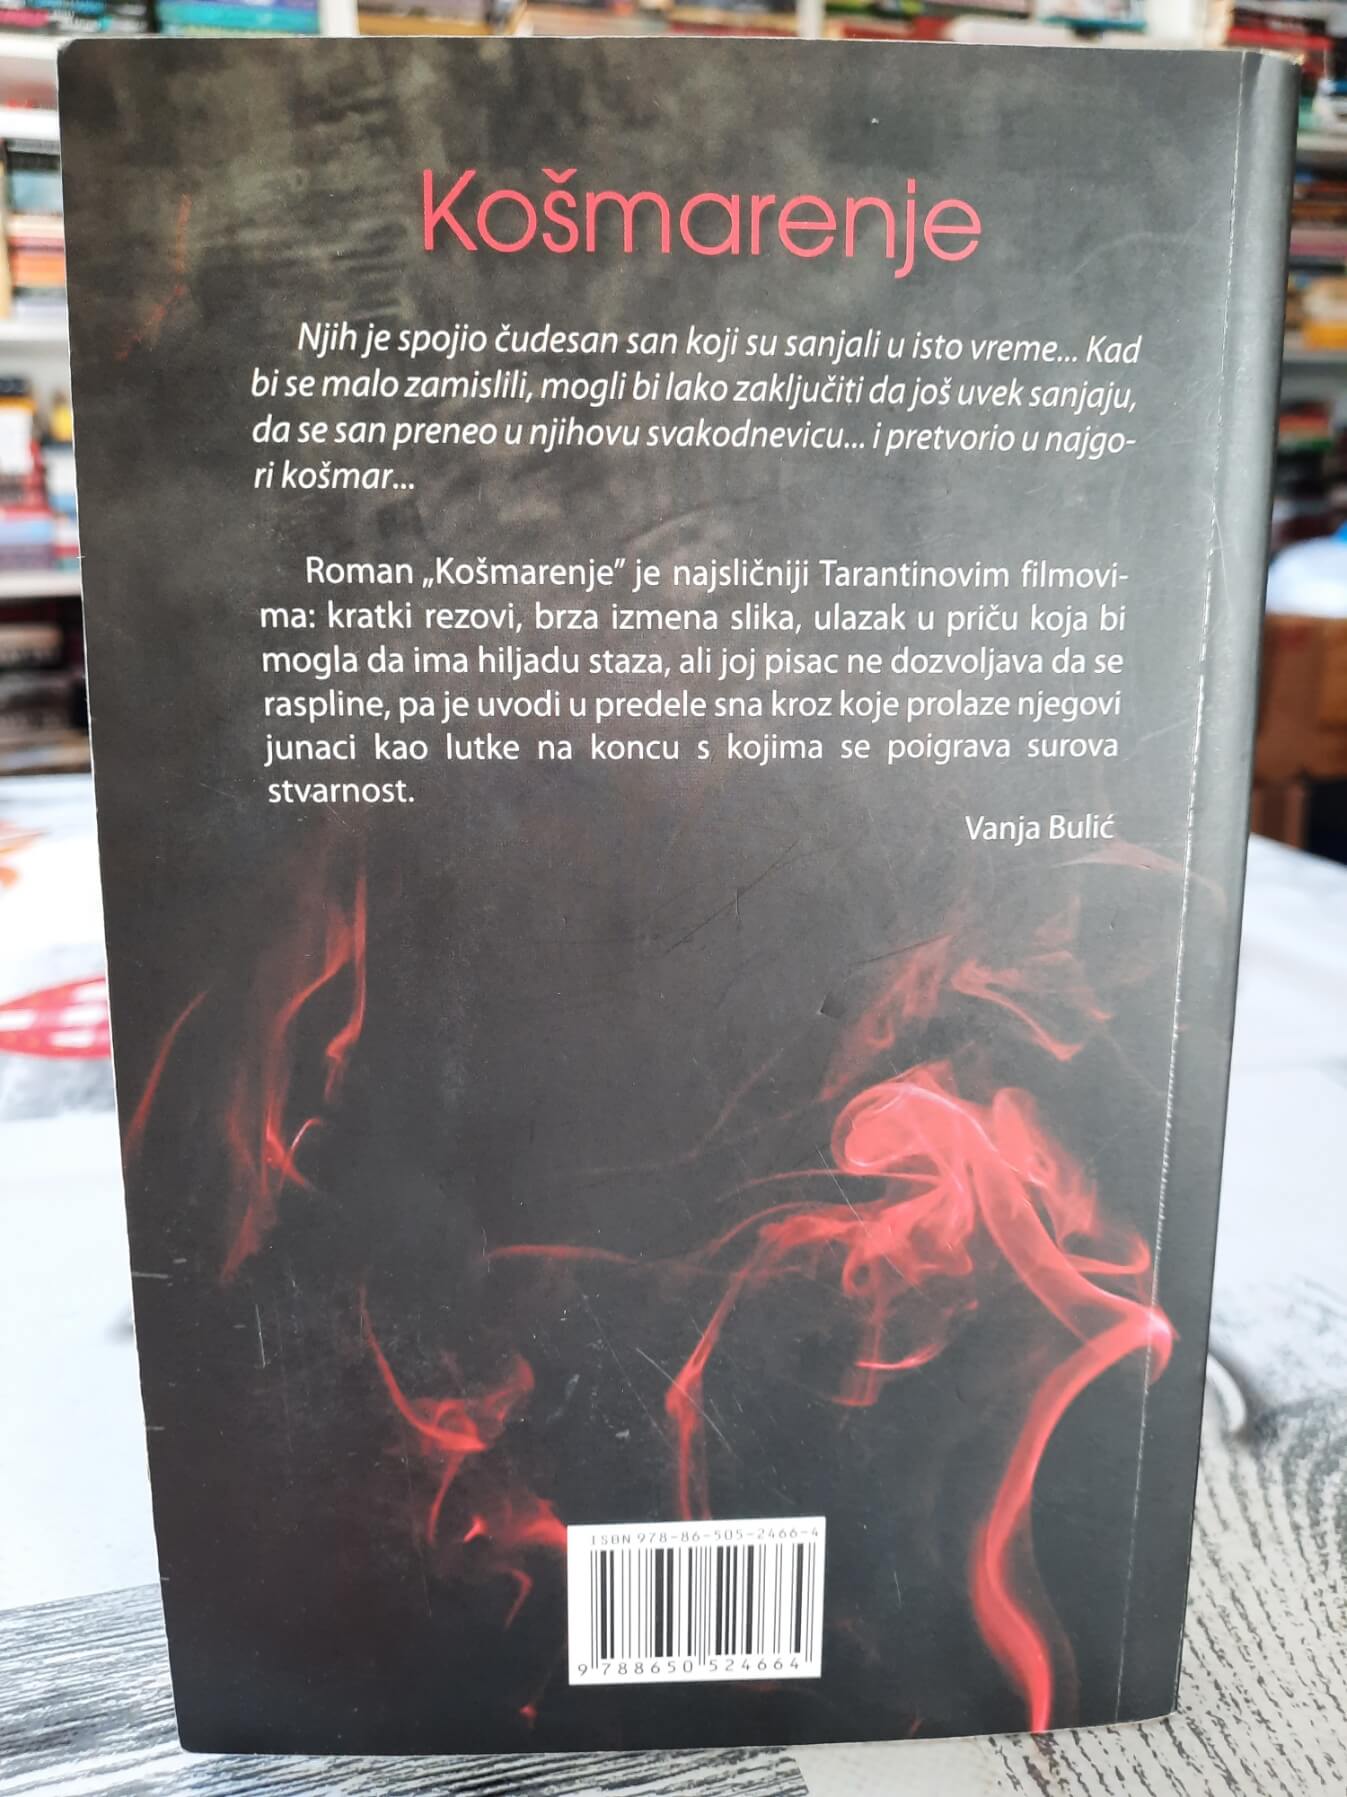 Košmarenje
Njih je spojio čudesan san koji su sanjali u isto vreme... Kad
bi se malo zamislili, mogli bi lako zaključiti da još uvek sanjaju,
da se san preneo u njihovu svakodnevicu... i pretvorio u najgo-
ri košmar...
Roman „Košmarenje” je najsličniji Tarantinovim filmovi-
ma: kratki rezovi, brza izmena slika, ulazak u priču koja bi
mogla da ima hiljadu staza, ali joj pisac ne dozvoljava da se
raspline, pa je uvodi u predele sna kroz koje prolaze njegovi
junaci kao lutke na koncu s kojima se poigrava surova
stvarnost.
Vanja Bulić
ISBN 978-86-505-2466-4
9 788650 524664